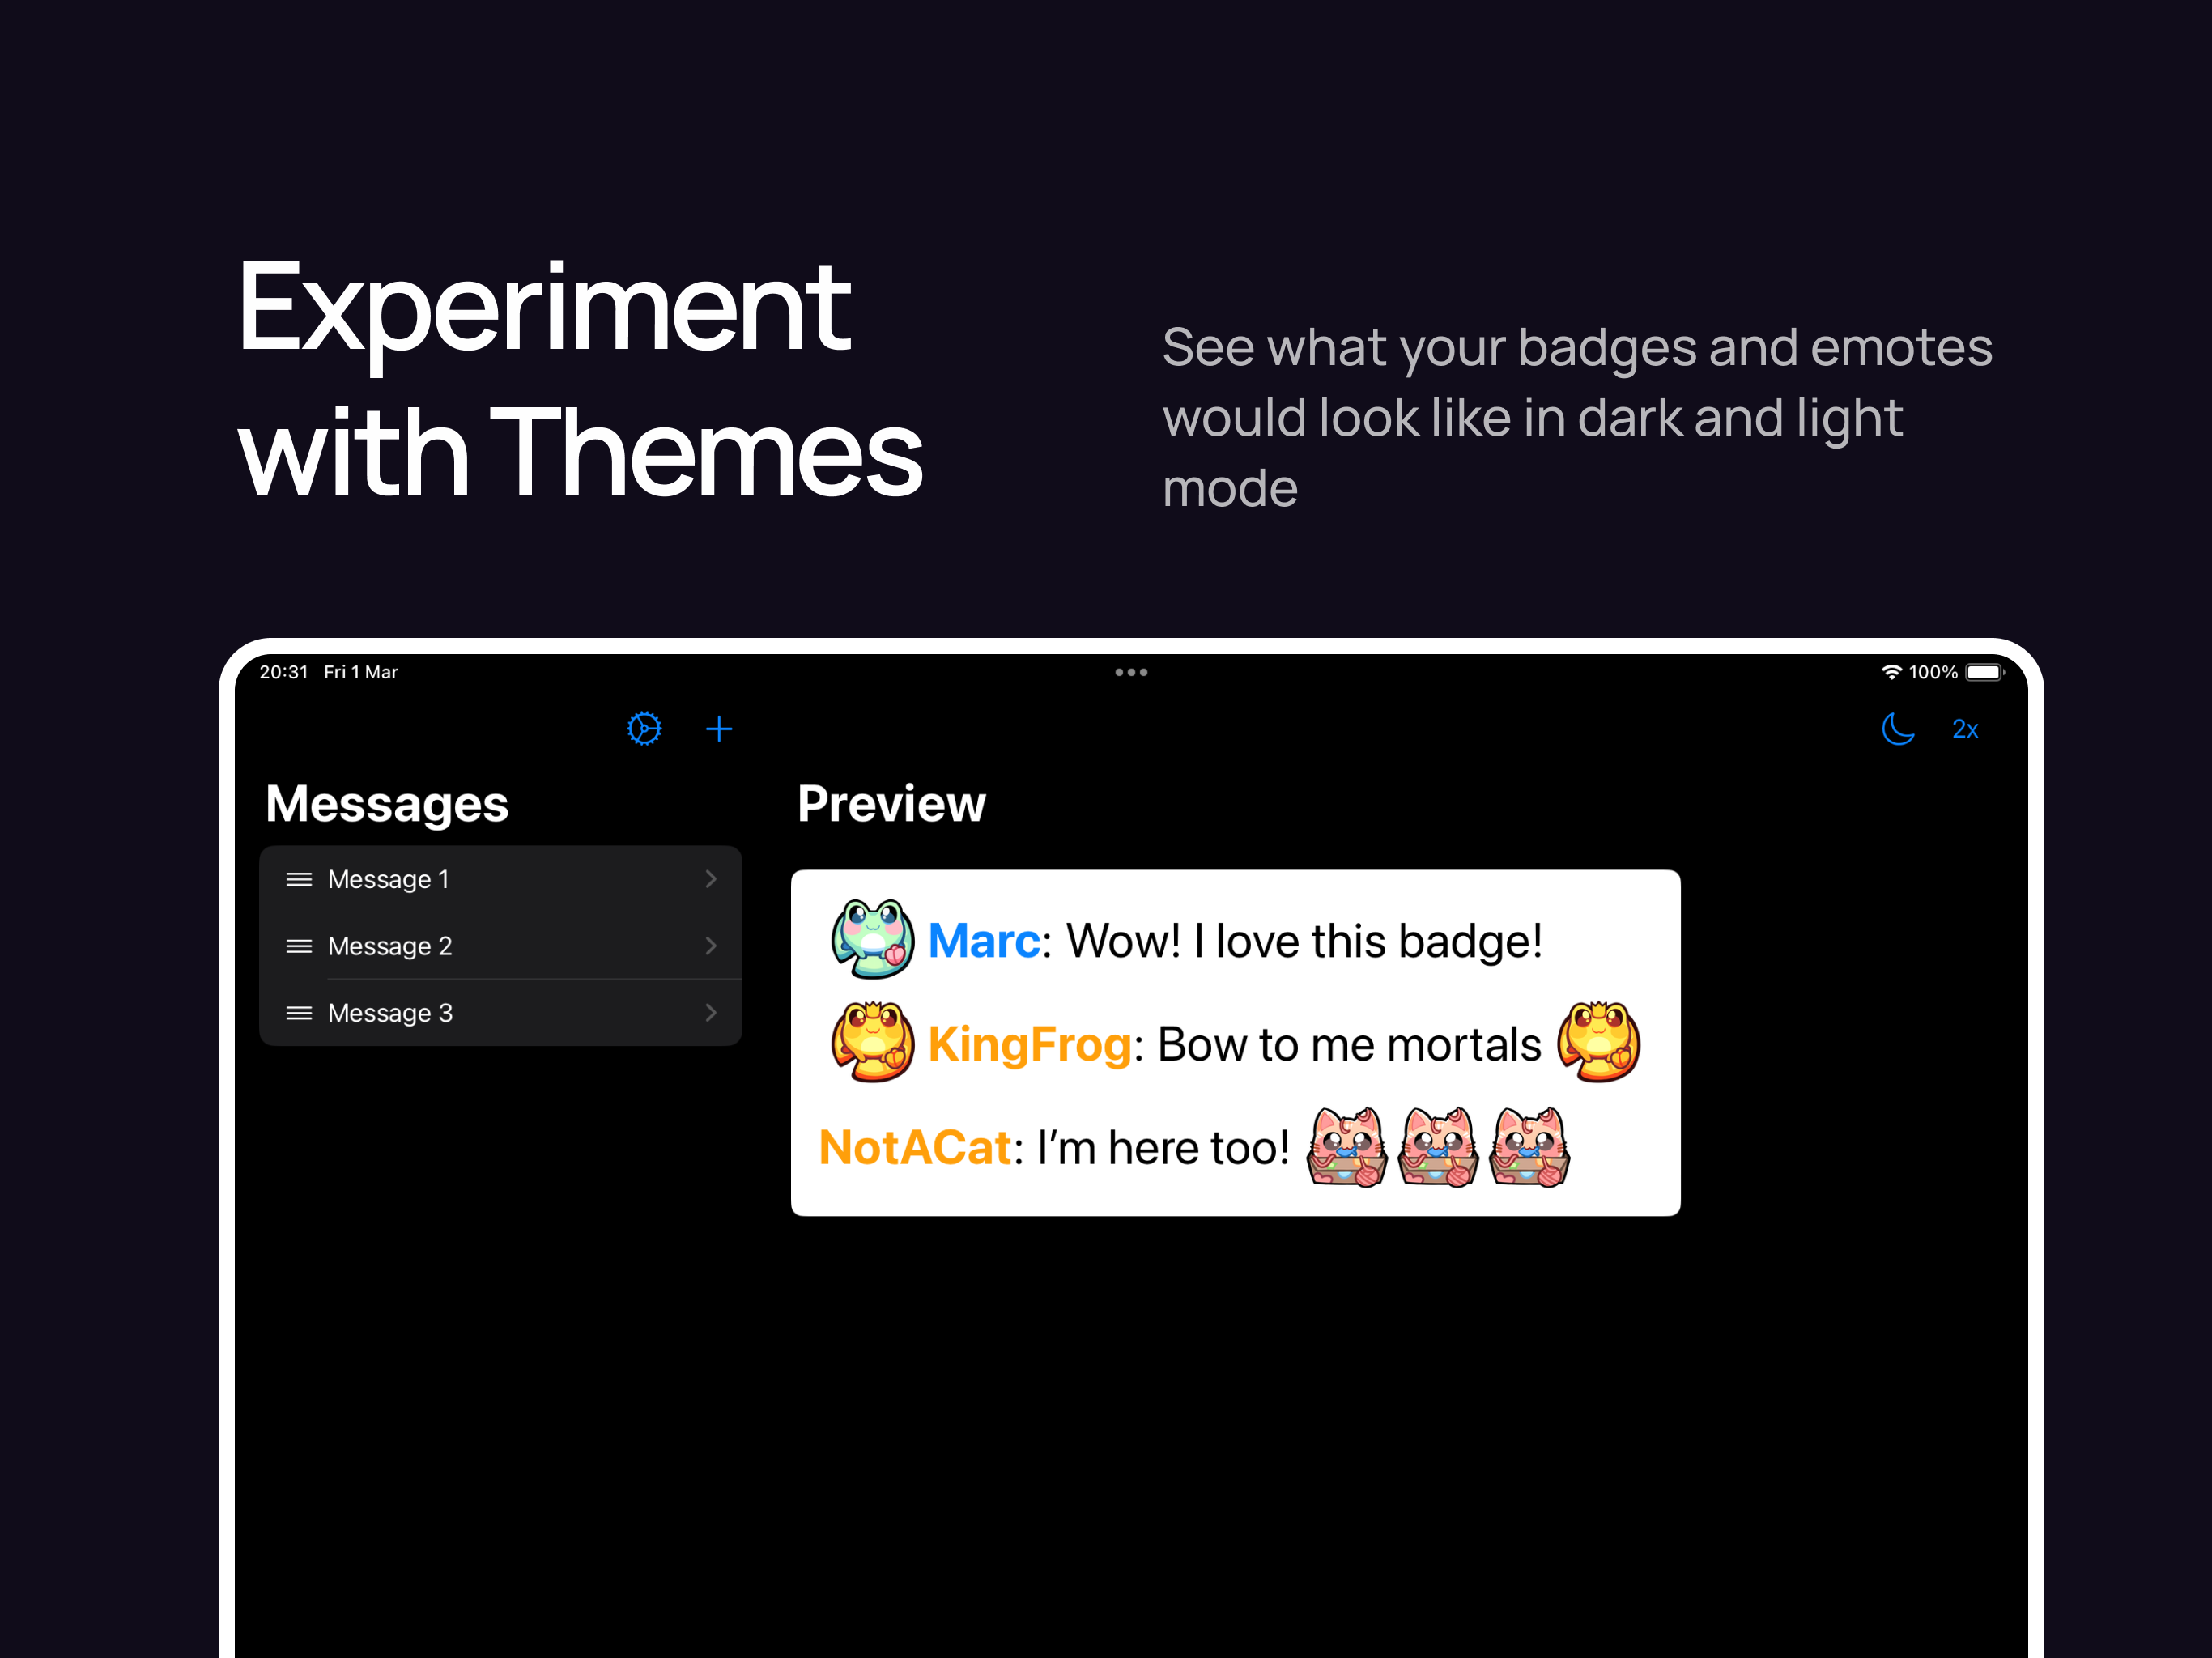 Experiment
with Themes
See what your badges and emotes
would look like in dark and light
mode
20:31 Fri 1 Mar
100%
2x
Messages
Message 1
Message 2
Message 3
Preview
Marc: Wow! I love this badge!
KingFrog: Bow to me mortals
NotACat: I’m here too!